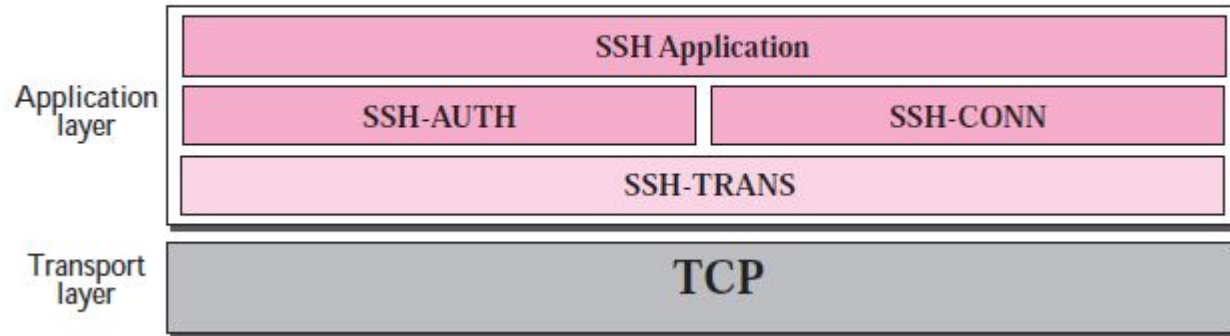 SSH Application
Application
layer
SSH-AUTH
SSH-CONN
SSH-TRANS
Transport
layer
TCP